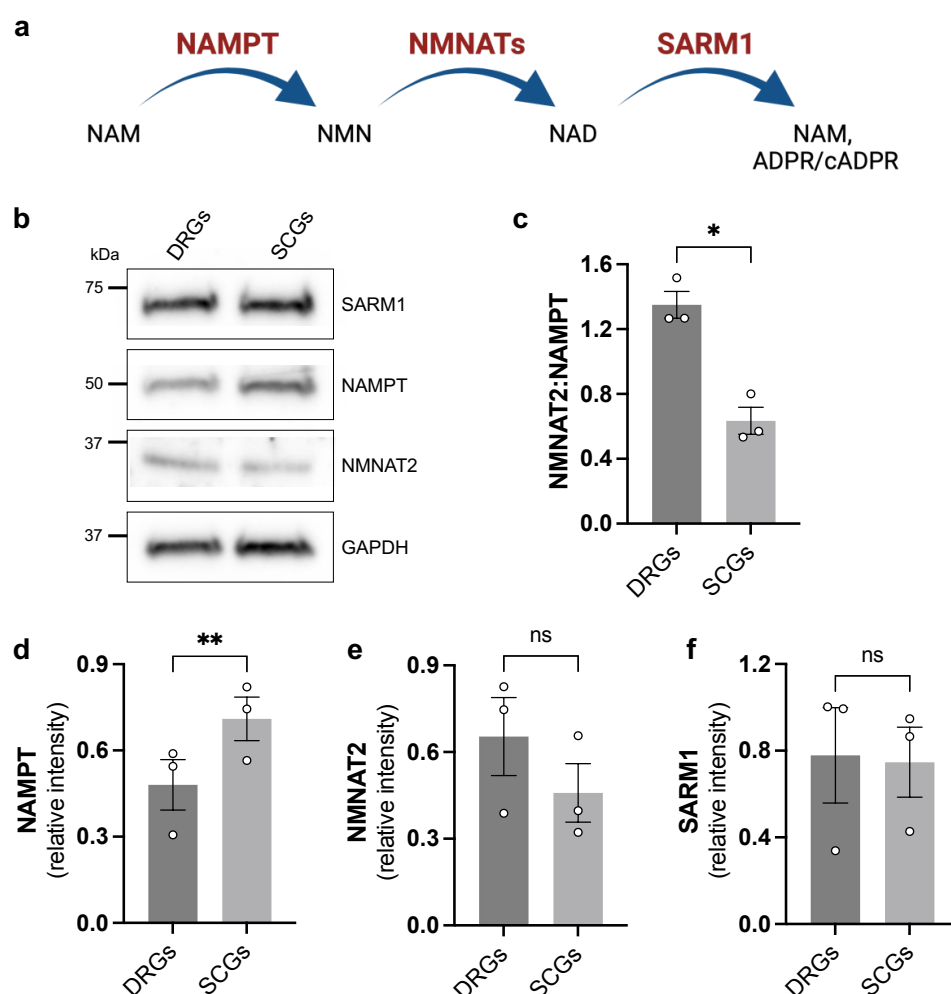 a
NAMPT NMNATs SARM1
NAM NMN NAD NAM,
ADPR/cADPR
b
kDa DRGs SCGs
75 SARM1
50 NAMPT
37 NMNAT2
37 GAPDH
c
*
NMNAT2:NAMPT
1.6
1.2
0.8
0.4
0.0
DRGs SCGs
d
**
NAMPT
(relative intensity)
0.9
0.6
0.3
0.0
DRGs SCGs
e
ns
NMNAT2
(relative intensity)
0.9
0.6
0.3
0.0
DRGs SCGs
f
ns
SARM1
(relative intensity)
1.2
0.8
0.4
0.0
DRGs SCGs